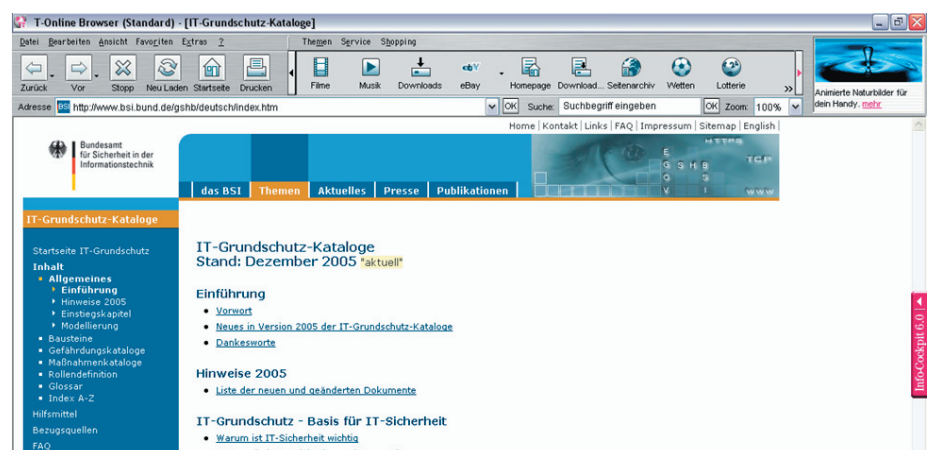 T-Online Browser (Standard) - [IT-Grundschutz-Kataloge]
Datei Bearbeiten Ansicht Favoriten Extras ? Themen Service Shopping
Zurück Vor Stopp Neu Laden Startseite Drucken Filme Musik Downloads eBay Homepage Download... Seitenarchiv Wetten Lotterie »
Animierte Naturbilder für
dein Handy. mehr
Adresse http://www.bsi.bund.de/gshb/deutsch/index.htm OK Suche: Suchbegriff eingeben OK Zoom: 100%
Home | Kontakt | Links | FAQ | Impressum | Sitemap | English |
Bundesamt
für Sicherheit in der
Informationstechnik
HTTPS
TCP
WWW
das BSI Themen Aktuelles Presse Publikationen
IT-Grundschutz-Kataloge
Startseite IT-Grundschutz
Inhalt
Allgemeines
Einführung
Hinweise 2005
Einstiegskapitel
Modellierung
Bausteine
Gefährdungskataloge
Maßnahmenkataloge
Rollendefinition
Glossar
Index A-Z
Hilfsmittel
Bezugsquellen
FAQ
IT-Grundschutz-Kataloge
Stand: Dezember 2005 "aktuell"
Einführung
• Vorwort
• Neues in Version 2005 der IT-Grundschutz-Kataloge
• Dankesworte
Hinweise 2005
• Liste der neuen und geänderten Dokumente
IT-Grundschutz - Basis für IT-Sicherheit
• Warum ist IT-Sicherheit wichtig
Info-Cockpit 6.0